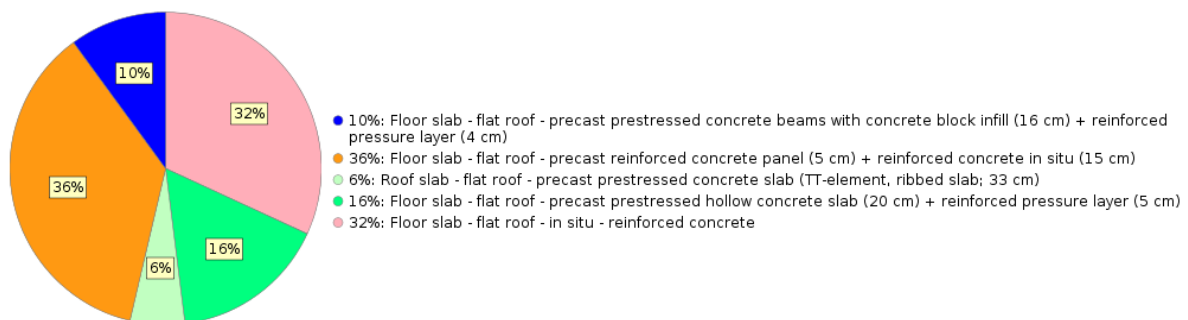 10%
32%
36%
16%
6%
10%: Floor slab - flat roof - precast prestressed concrete beams with concrete block infill (16 cm) + reinforced
pressure layer (4 cm)
36%: Floor slab - flat roof - precast reinforced concrete panel (5 cm) + reinforced concrete in situ (15 cm)
6%: Roof slab - flat roof - precast prestressed concrete slab (TT-element, ribbed slab; 33 cm)
16%: Floor slab - flat roof - precast prestressed hollow concrete slab (20 cm) + reinforced pressure layer (5 cm)
32%: Floor slab - flat roof - in situ - reinforced concrete